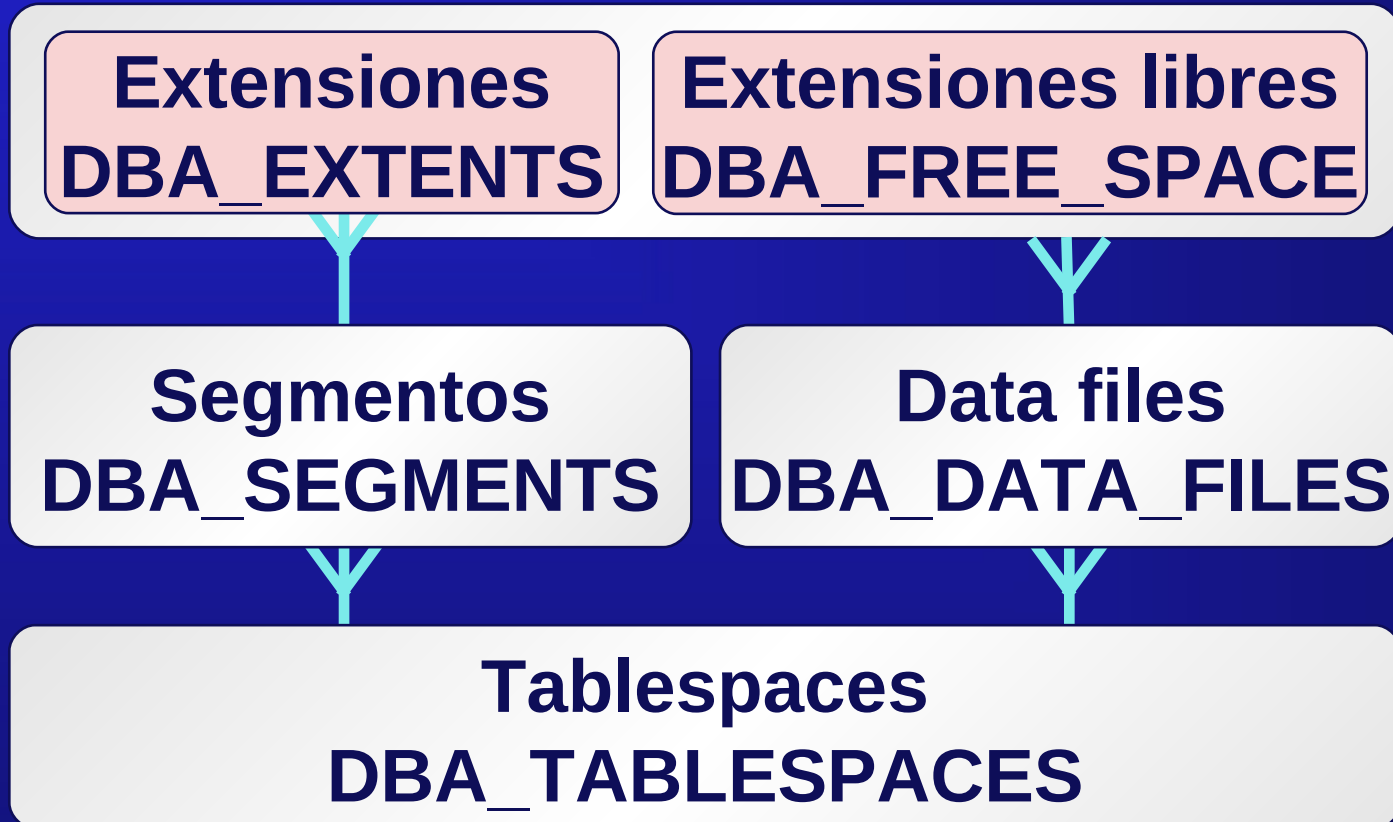 Extensiones
DBA_EXTENTS
Extensiones libres
DBA_FREE_SPACE
Segmentos
DBA_SEGMENTS
Data files
DBA_DATA_FILES
Tablespaces
DBA_TABLESPACES